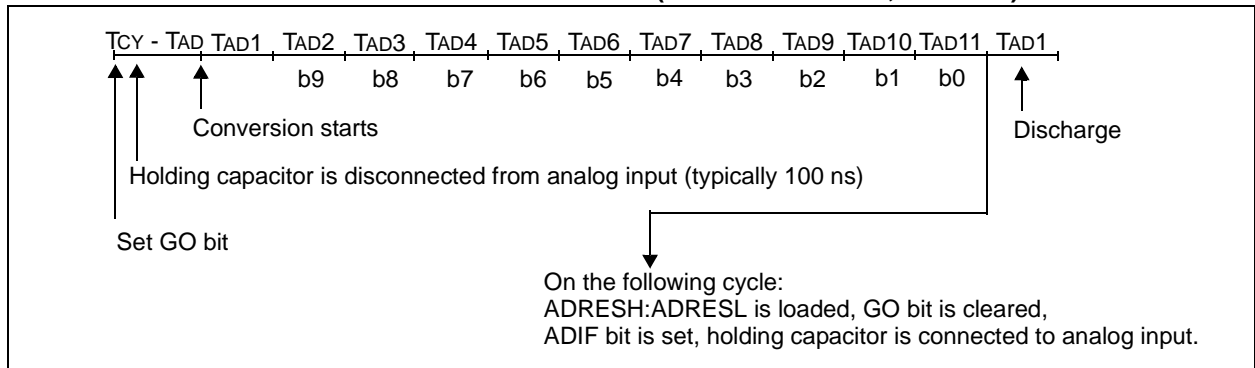 TCY - TAD TAD1 TAD2 TAD3 TAD4 TAD5 TAD6 TAD7 TAD8 TAD9 TAD10 TAD11 TAD1
b9 b8 b7 b6 b5 b4 b3 b2 b1 b0
Conversion starts
Discharge
Holding capacitor is disconnected from analog input (typically 100 ns)
Set GO bit
On the following cycle:
ADRESH:ADRESL is loaded, GO bit is cleared,
ADIF bit is set, holding capacitor is connected to analog input.